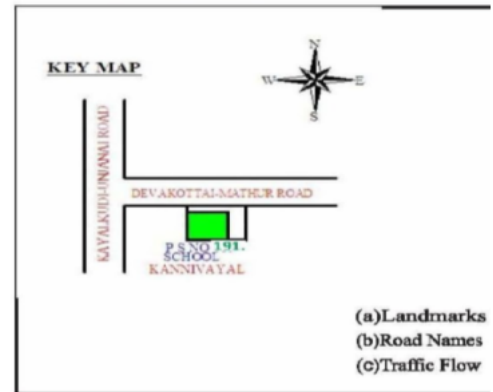 N
KEY MAP
W E
S
KAYALKUDI-UNJANAI ROAD
DEVAKOTTAI-MATHUR ROAD
P.S.NO 191.
SCHOOL
KANNIVAYAL
(a)Landmarks
(b)Road Names
(c)Traffic Flow